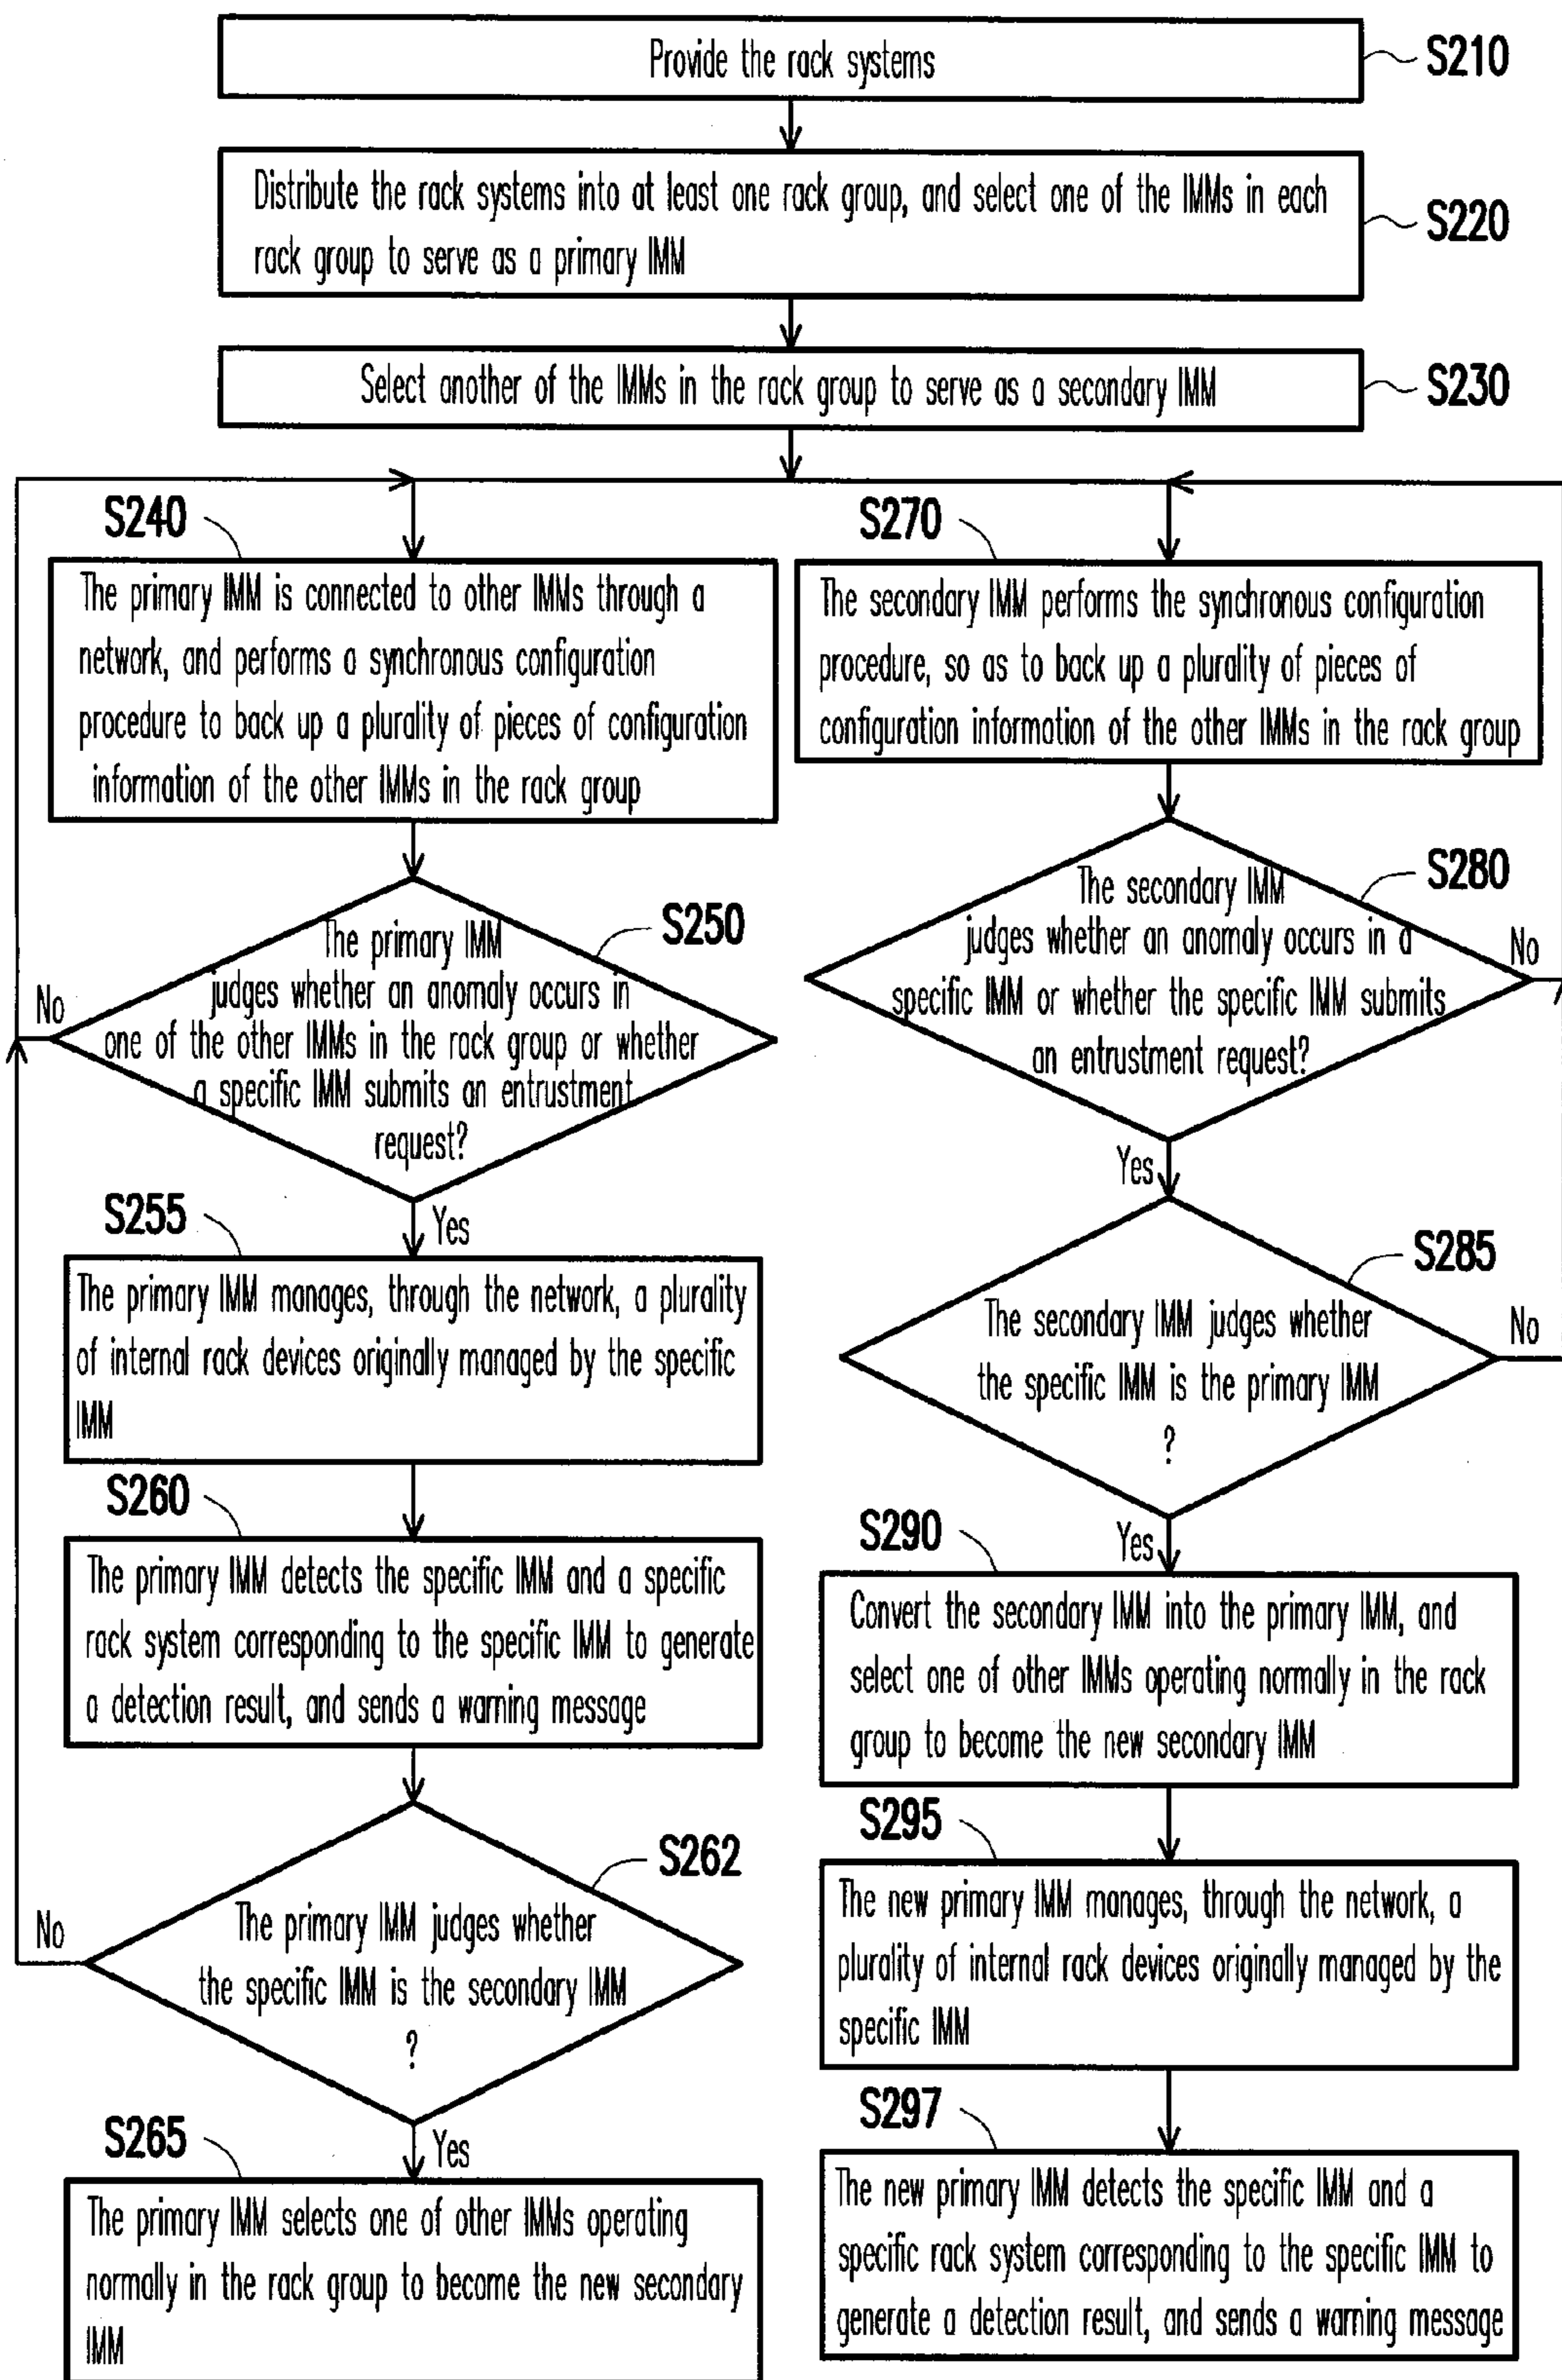 Provide the rack systems
S210
Distribute the rack systems into at least one rack group, and select one of the IMMs in each
rack group to serve as a primary IMM
S220
Select another of the IMMs in the rack group to serve as a secondary IMM
S230
S240
The primary IMM is connected to other IMMs through a
network, and performs a synchronous configuration
procedure to back up a plurality of pieces of configuration
information of the other IMMs in the rack group
S250
The primary IMM
judges whether an anomaly occurs in
one of the other IMMs in the rack group or whether
a specific IMM submits an entrustment
request?
No
Yes
S255
The primary IMM manages, through the network, a plurality
of internal rack devices originally managed by the specific
IMM
S260
The primary IMM detects the specific IMM and a specific
rack system corresponding to the specific IMM to generate
a detection result, and sends a warning message
S262
The primary IMM judges whether
the specific IMM is the secondary IMM
?
No
Yes
S265
The primary IMM selects one of other IMMs operating
normally in the rack group to become the new secondary
IMM
S270
The secondary IMM performs the synchronous configuration
procedure, so as to back up a plurality of pieces of
configuration information of the other IMMs in the rack group
S280
The secondary IMM
judges whether an anomaly occurs in a
specific IMM or whether the specific IMM submits
an entrustment request?
No
Yes
S285
The secondary IMM judges whether
the specific IMM is the primary IMM
?
No
Yes
S290
Convert the secondary IMM into the primary IMM, and
select one of other IMMs operating normally in the rack
group to become the new secondary IMM
S295
The new primary IMM manages, through the network, a
plurality of internal rack devices originally managed by the
specific IMM
S297
The new primary IMM detects the specific IMM and a
specific rack system corresponding to the specific IMM to
generate a detection result, and sends a warning message